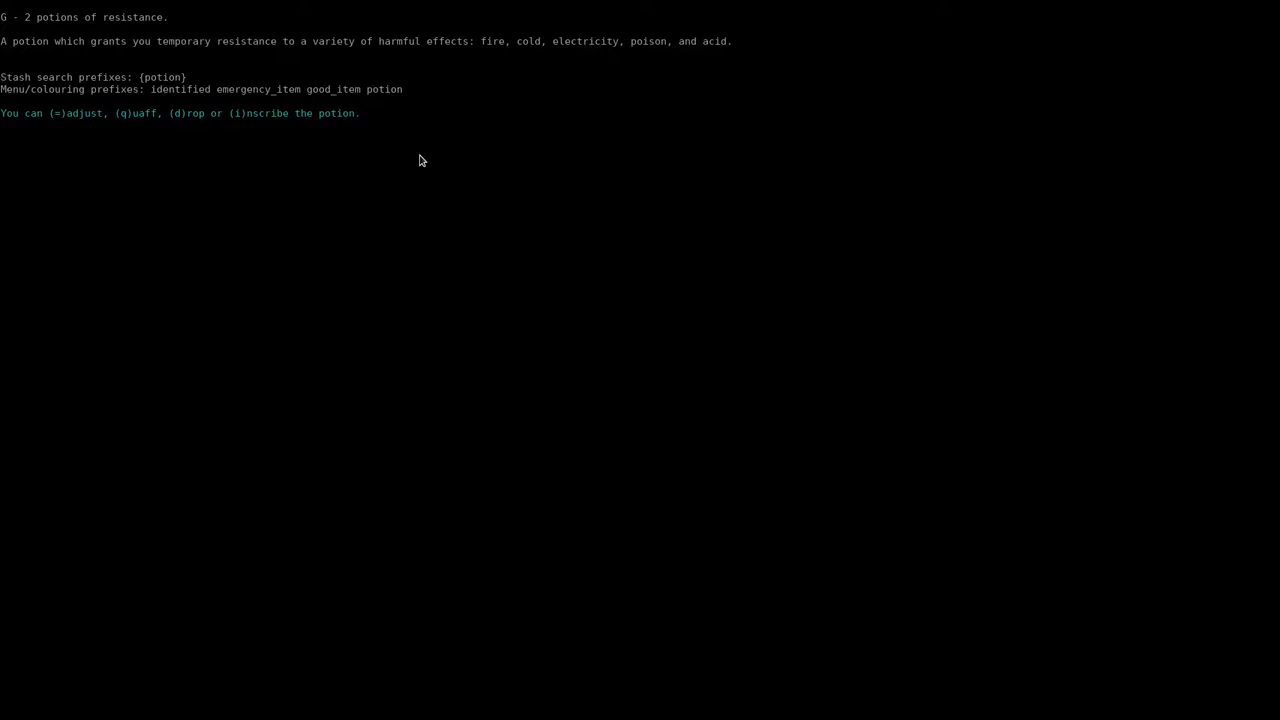 G - 2 potions of resistance.
A potion which grants you temporary resistance to a variety of harmful effects: fire, cold, electricity, poison, and acid.
Stash search prefixes: {potion}
Menu/colouring prefixes: identified emergency_item good_item potion
You can (=)adjust, (q)uaff, (d)rop or (i)nscribe the potion.